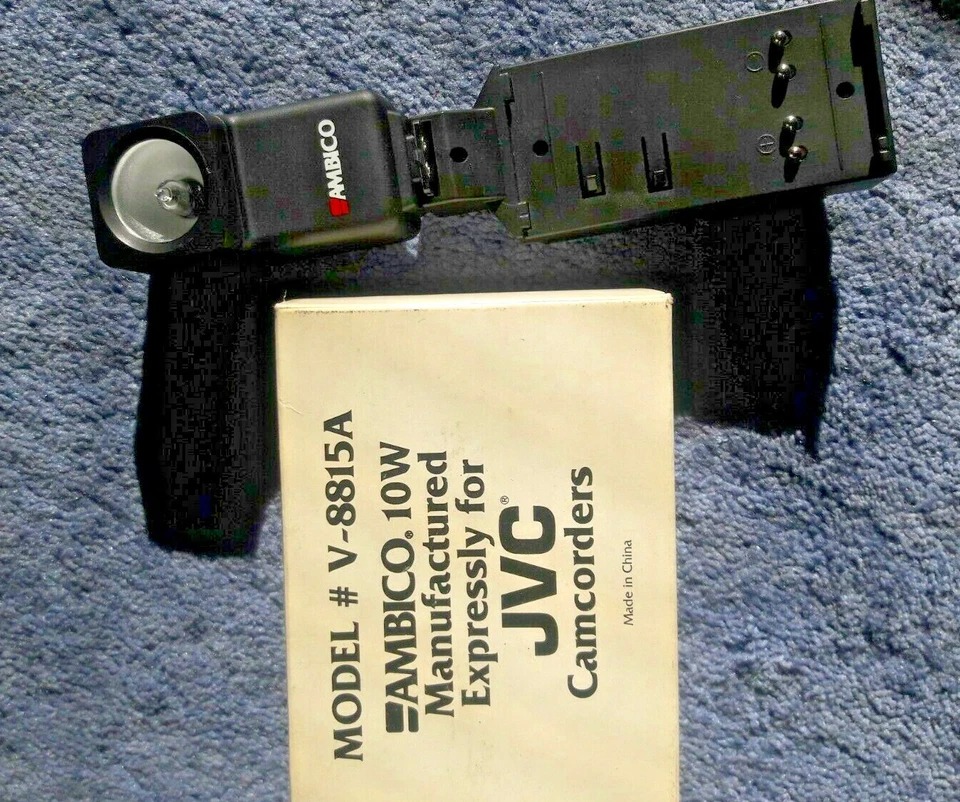 AMBICO
MODEL # V-8815A
AMBICO® 10W
Manufactured
Expressly for
JVC®
Camcorders
Made in China